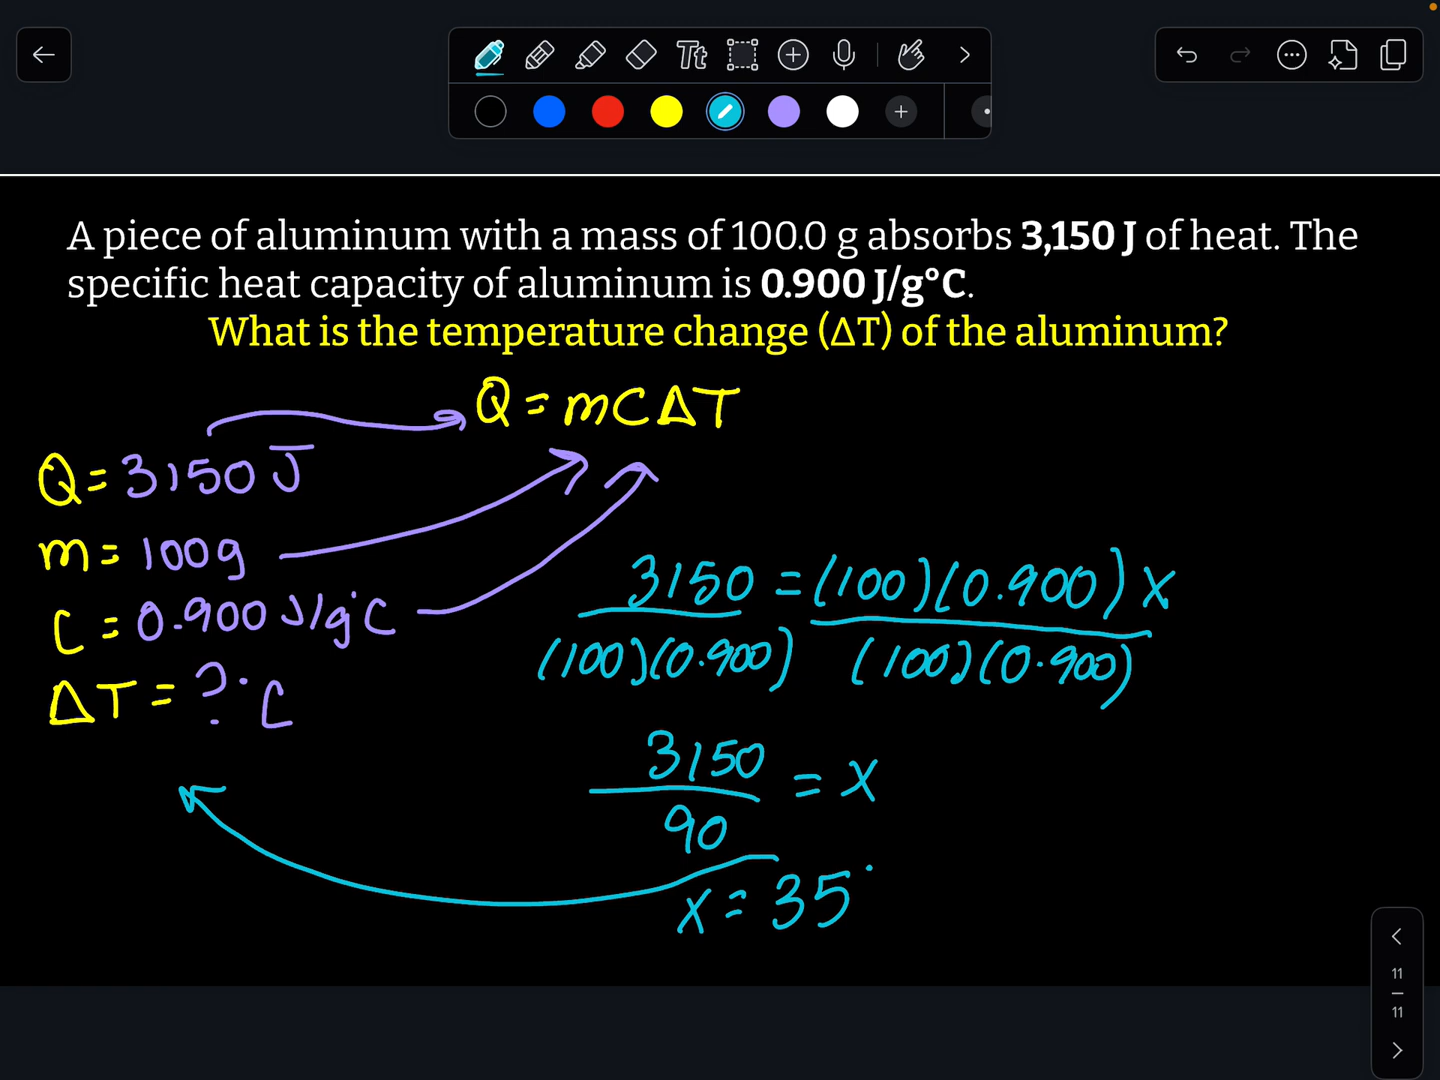 Tt
A piece of aluminum with a mass of 100.0 g absorbs 3,150 J of heat. The
specific heat capacity of aluminum is 0.900 J/g°C.
What is the temperature change (ΔT) of the aluminum?
Q = mCΔT
Q = 3150 J
m = 100g
C = 0.900 J/g°C
ΔT = ?°C
3150 = (100)(0.900) x
(100)(0.900) (100)(0.900)
3150 = x
90
x = 35°
11
11